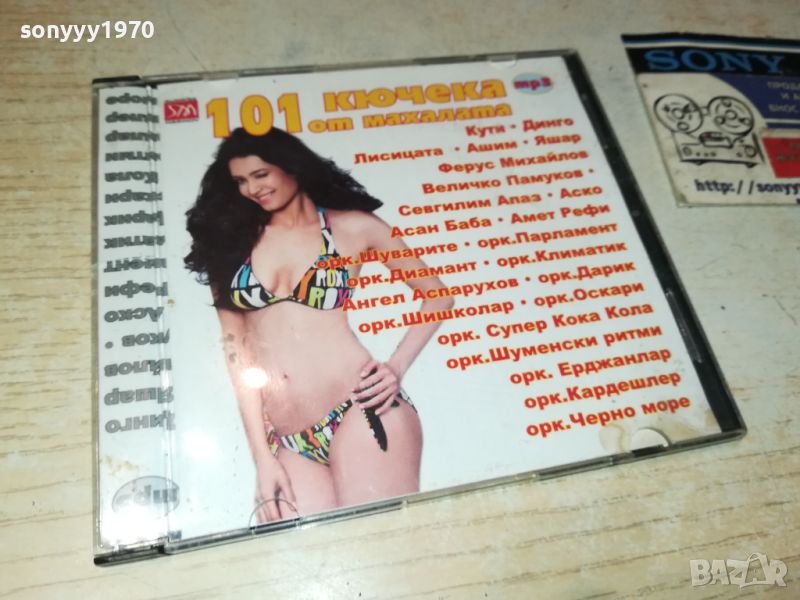 sonyyy1970
101 кючека mp3
от махалата
Кутя • Динго
Лисицата • Ашим • Яшар
Ферус Михайлов
Величко Памуков •
Севгилим Апаз • Аско
Асан Баба • Амет Рефи
орк.Шуварите • орк.Парламент
орк.Диамант • орк.Климатик
Ангел Аспарухов • орк.Дарик
орк.Шишколар • орк.Оскари
орк. Супер Кока Кола
орк.Шуменски ритми
орк. Ерджанлар
орк.Кардешлер
орк.Черно море
SONY
http://sonyy
BAZAR